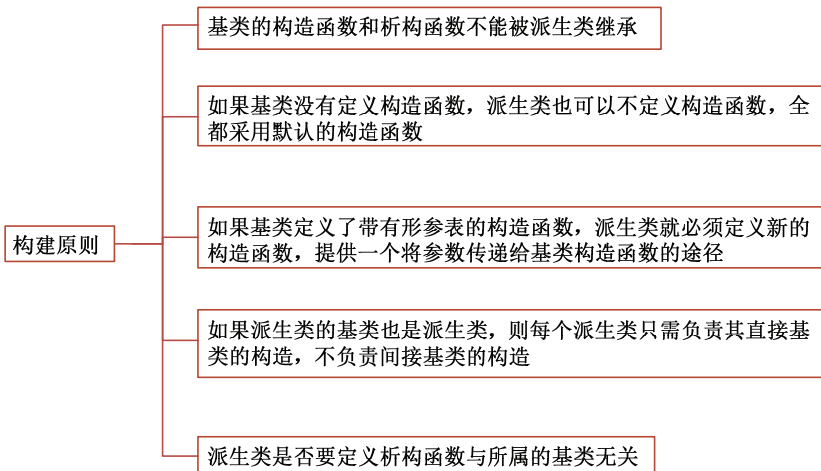 基类的构造函数和析构函数不能被派生类继承
如果基类没有定义构造函数，派生类也可以不定义构造函数，全
都采用默认的构造函数
构建原则
如果基类定义了带有形参表的构造函数，派生类就必须定义新的
构造函数，提供一个将参数传递给基类构造函数的途径
如果派生类的基类也是派生类，则每个派生类只需负责其直接基
类的构造，不负责间接基类的构造
派生类是否要定义析构函数与所属的基类无关